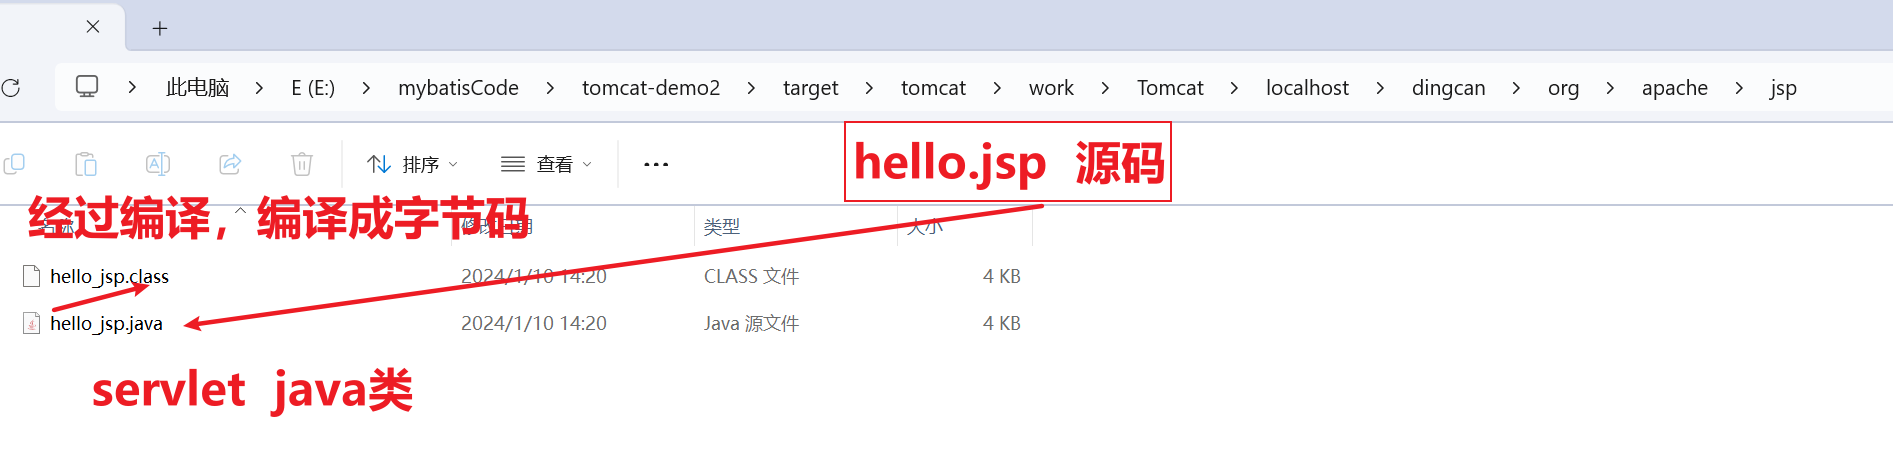 此电脑 > E (E:) > mybatisCode > tomcat-demo2 > target > tomcat > work > Tomcat > localhost > dingcan > org > apache > jsp
排序 查看 ...
hello.jsp 源码
经过编译，编译成字节码
名称 修改日期 类型 大小
hello_jsp.class 2024/1/10 14:20 CLASS 文件 4 KB
hello_jsp.java 2024/1/10 14:20 Java 源文件 4 KB
servlet java类